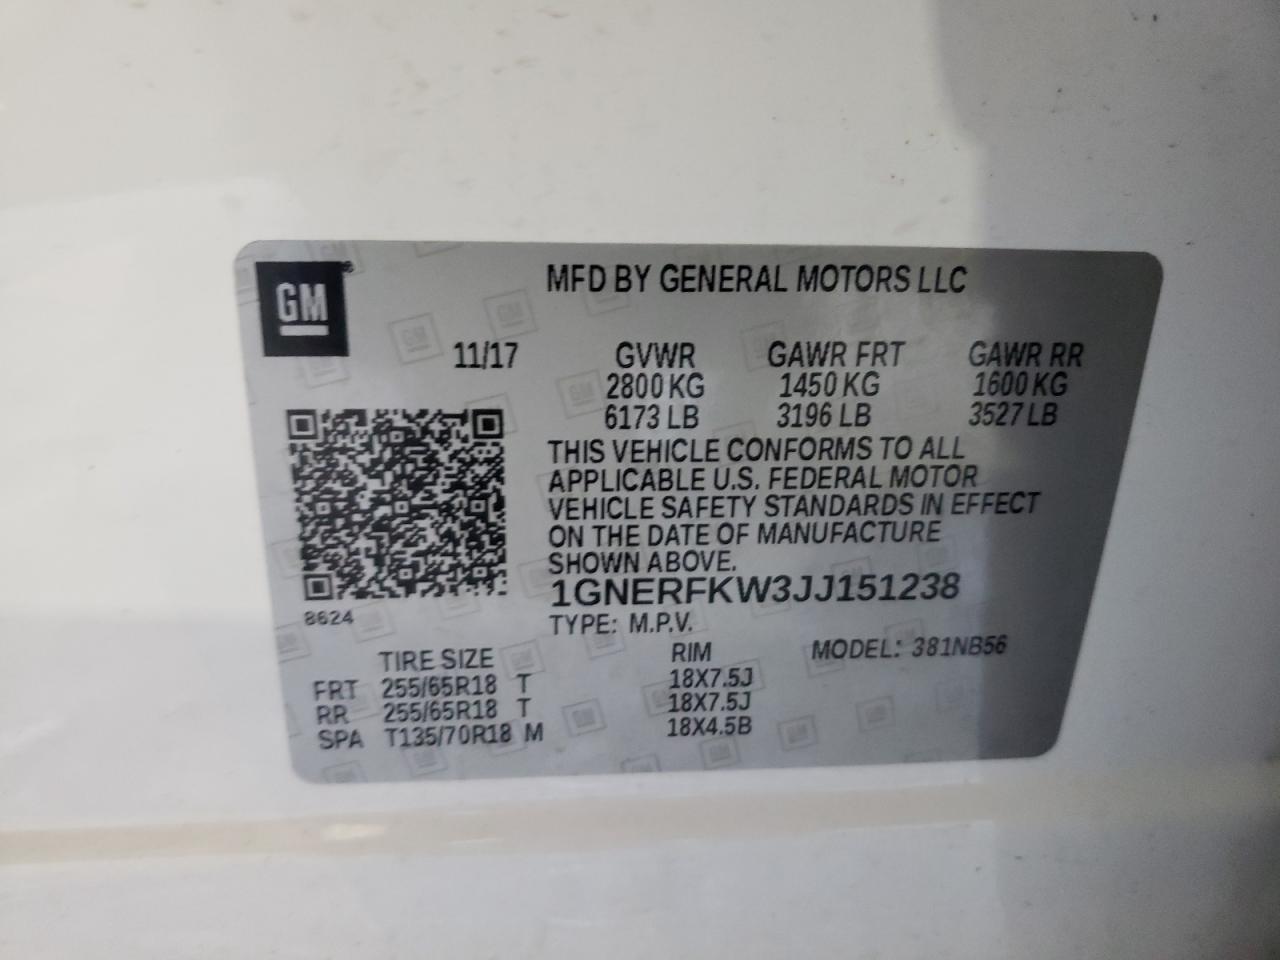 GM
MFD BY GENERAL MOTORS LLC
11/17 GVWR GAWR FRT GAWR RR
2800 KG 1450 KG 1600 KG
6173 LB 3196 LB 3527 LB
THIS VEHICLE CONFORMS TO ALL
APPLICABLE U.S. FEDERAL MOTOR
VEHICLE SAFETY STANDARDS IN EFFECT
ON THE DATE OF MANUFACTURE
SHOWN ABOVE.
1GNERFKW3JJ151238
8624
TYPE: M.P.V.
TIRE SIZE RIM MODEL: 381NB56
FRT 255/65R18 T 18X7.5J
RR 255/65R18 T 18X7.5J
SPA T135/70R18 M 18X4.5B